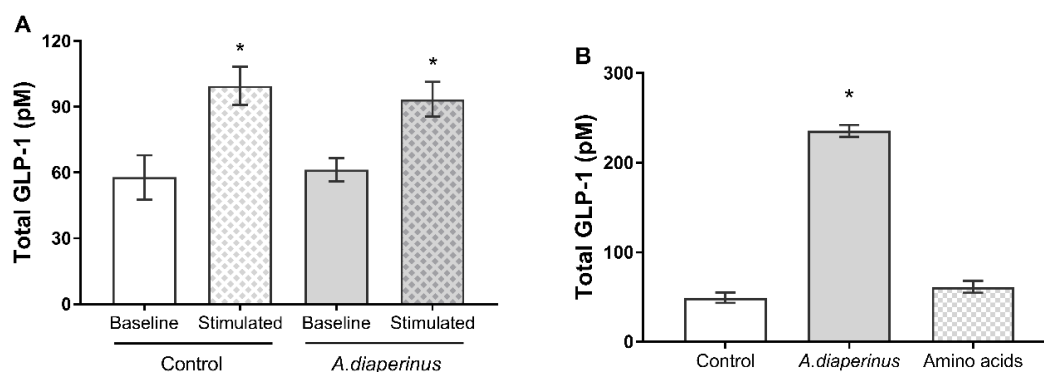 A
Total GLP-1 (pM)
120
90
60
30
0
*
*
Baseline Stimulated Baseline Stimulated
Control A.diaperinus
B
Total GLP-1 (pM)
300
200
100
0
*
Control A.diaperinus Amino acids